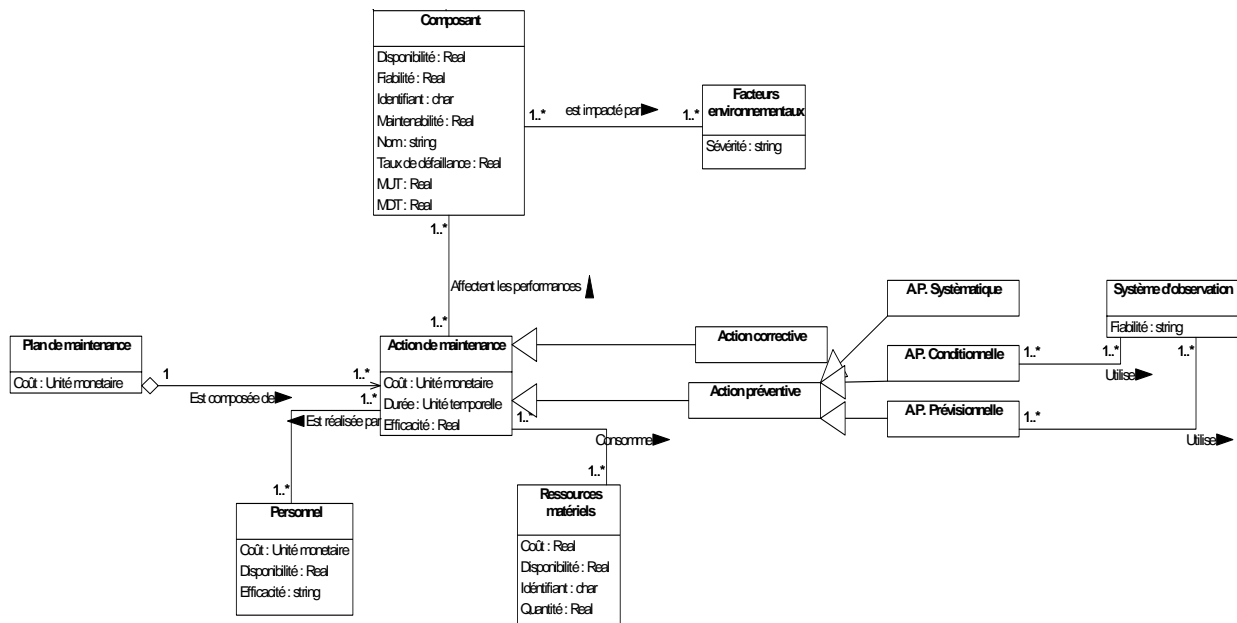 Composant
Disponibilité : Real
Fiabilité : Real
Identifiant : char
Maintenabilité : Real
Nom : string
Taux de défaillance : Real
MUT : Real
MDT : Real
1..*
est impacté par
1..*
Facteurs
environnementaux
Sévérité : string
1..*
Affectent les performances
1..*
Plan de maintenance
Coût : Unité monetaire
1
Est composée de
1..*
Action de maintenance
Coût : Unité monetaire
Durée : Unité temporelle
Efficacité : Real
Action corrective
Action préventive
A.P. Systèmatique
A.P. Conditionnelle
A.P. Prévisionnelle
Système d'observation
Fiabilité : string
1..*
1..*
Utilise
1..*
1..*
Utilise
1..*
Est réalisée par
1..*
Personnel
Coût : Unité monetaire
Disponibilité : Real
Efficacité : string
1..*
Consomme
1..*
Ressources
matériels
Coût : Real
Disponibilité : Real
Idéntifiant : char
Quantité : Real